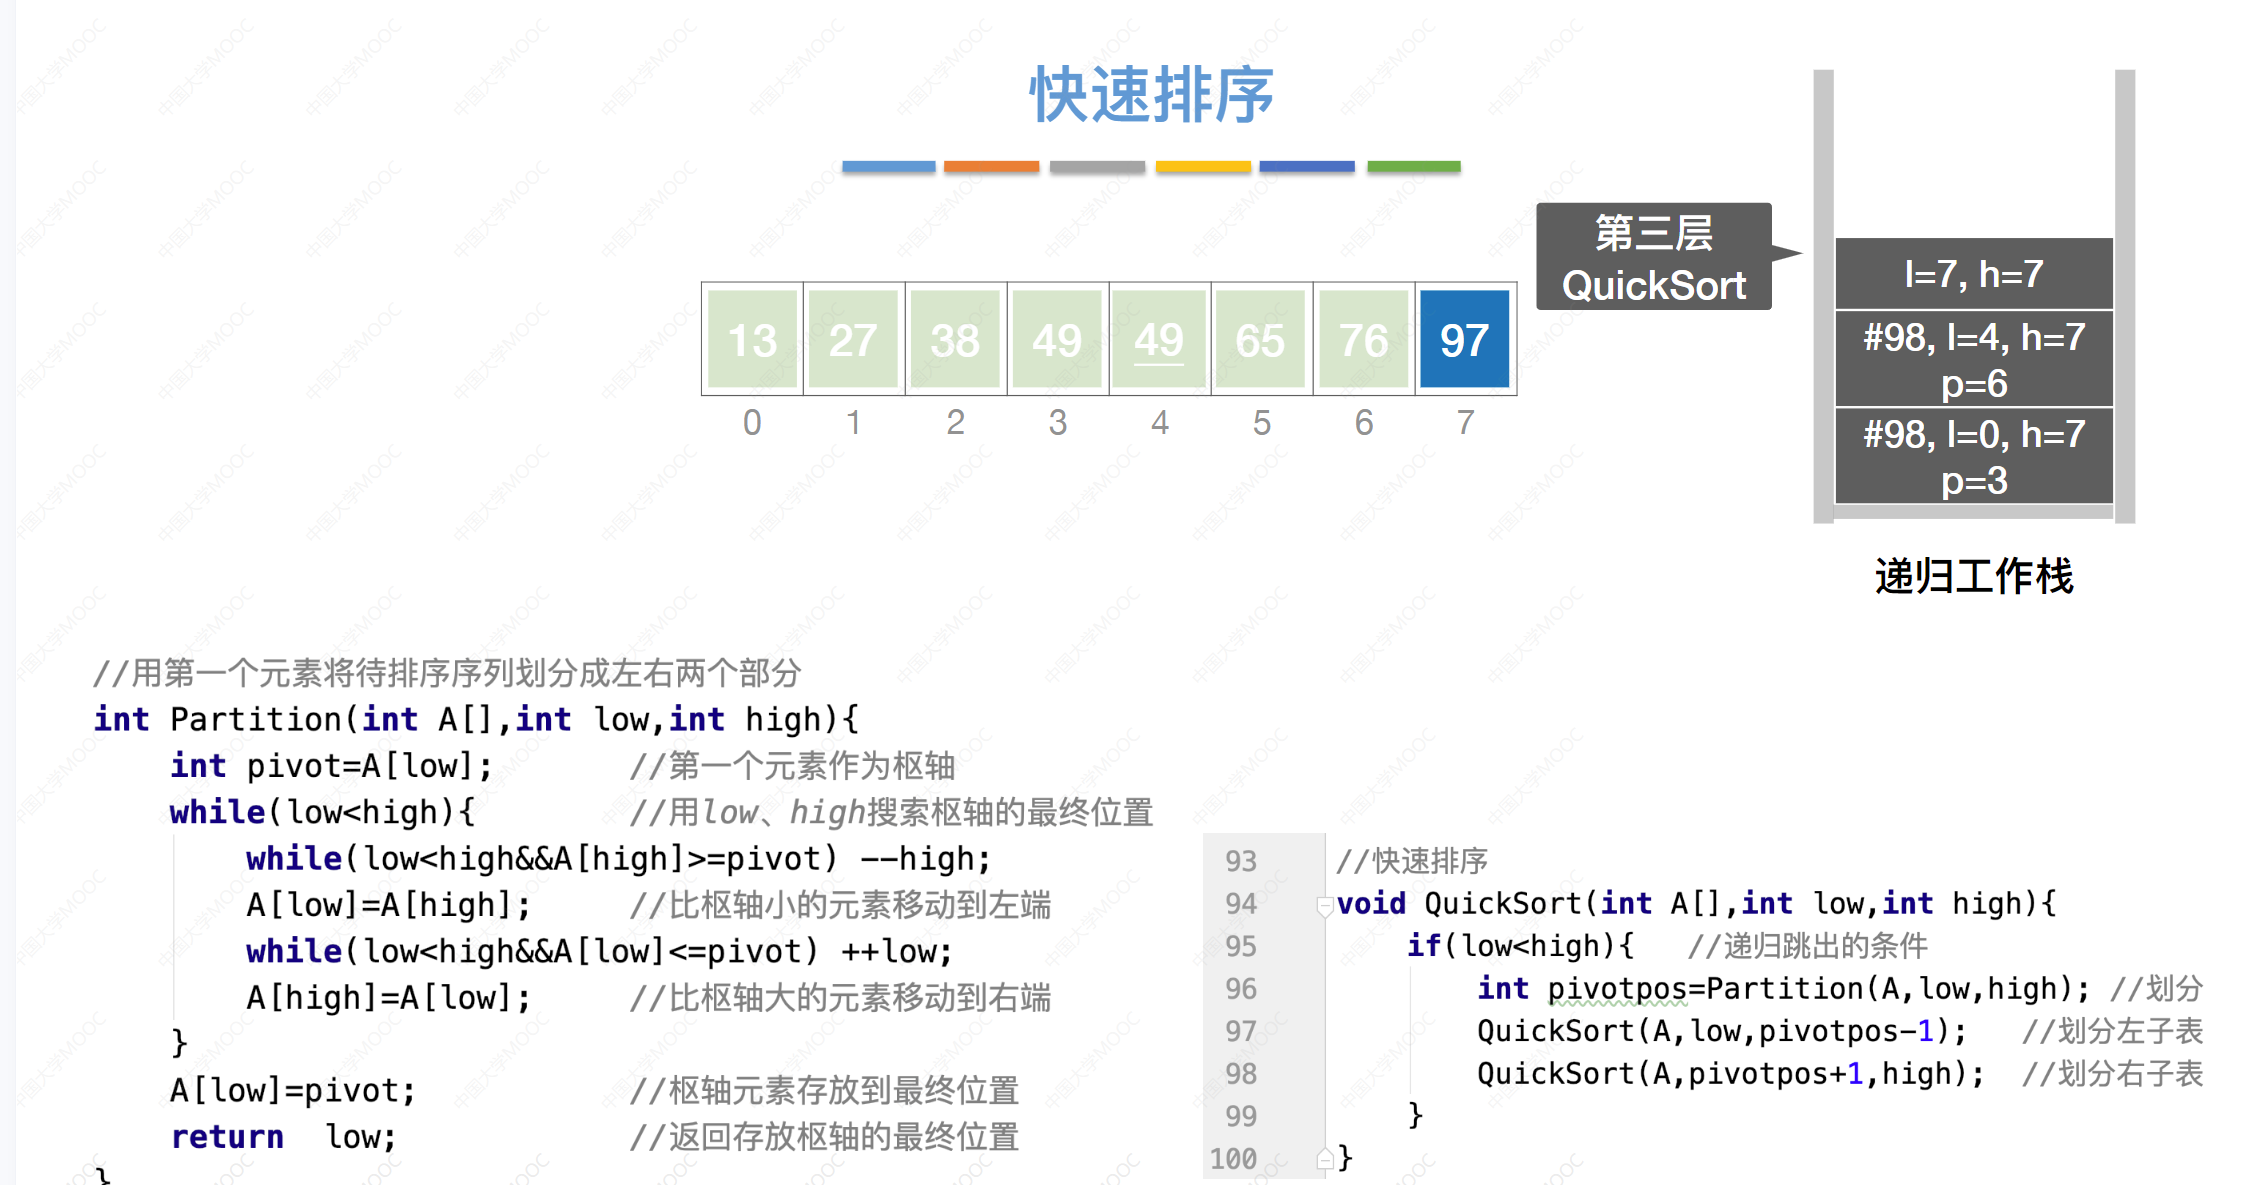 快速排序
第三层
QuickSort
l=7, h=7
#98, l=4, h=7
p=6
#98, l=0, h=7
p=3
递归工作栈
13 27 38 49 49 65 76 97
0 1 2 3 4 5 6 7
//用第一个元素将待排序序列划分成左右两个部分
int Partition(int A[],int low,int high){
int pivot=A[low]; //第一个元素作为枢轴
while(low<high){ //用low、high搜索枢轴的最终位置
while(low<high&&A[high]>=pivot) --high;
A[low]=A[high]; //比枢轴小的元素移动到左端
while(low<high&&A[low]<=pivot) ++low;
A[high]=A[low]; //比枢轴大的元素移动到右端
}
A[low]=pivot; //枢轴元素存放到最终位置
return low; //返回存放枢轴的最终位置
}
93 //快速排序
94 void QuickSort(int A[],int low,int high){
95 if(low<high){ //递归跳出的条件
96 int pivotpos=Partition(A,low,high); //划分
97 QuickSort(A,low,pivotpos-1); //划分左子表
98 QuickSort(A,pivotpos+1,high); //划分右子表
99 }
100 }
中国大学MOOC